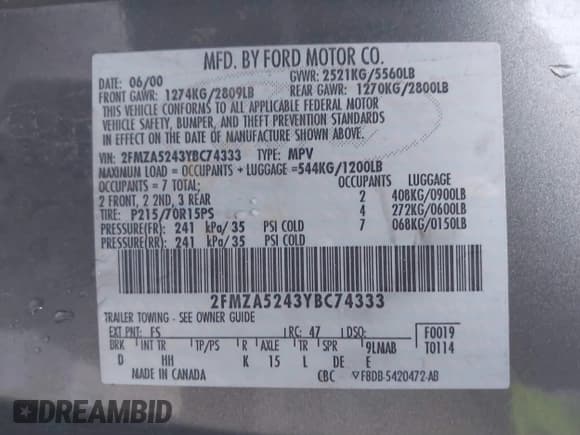 MFD. BY FORD MOTOR CO.
DATE: 06/00 GVWR: 2521KG/5560LB
FRONT GAWR: 1274KG/2809LB REAR GAWR: 1270KG/2800LB
THIS VEHICLE CONFORMS TO ALL APPLICABLE FEDERAL MOTOR
VEHICLE SAFETY, BUMPER, AND THEFT PREVENTION STANDARDS
IN EFFECT ON THE DATE OF MANUFACTURE SHOWN ABOVE.
VIN: 2FMZA5243YBC74333 TYPE: MPV
MAXIMUM LOAD = OCCUPANTS + LUGGAGE =544KG/1200LB
OCCUPANTS = 7 TOTAL; OCCUPANTS LUGGAGE
2 FRONT, 2 2ND, 3 REAR 2 408KG/0900LB
TIRE: P215/70R15PS 4 272KG/0600LB
PRESSURE(FR): 241 kPa/35 PSI COLD 7 068KG/0150LB
PRESSURE(RR): 241 kPa/35 PSI COLD
2FMZA5243YBC74333
TRAILER TOWING - SEE OWNER GUIDE
EXT PNT: FS RC: 47 DSO: F0019
BRK INT TR TP/PS R AXLE TR SPR 9LMAB T0114
D HH K 15 L DE E
MADE IN CANADA CBC ▽F8DB-5420472-AB
DREAMBID